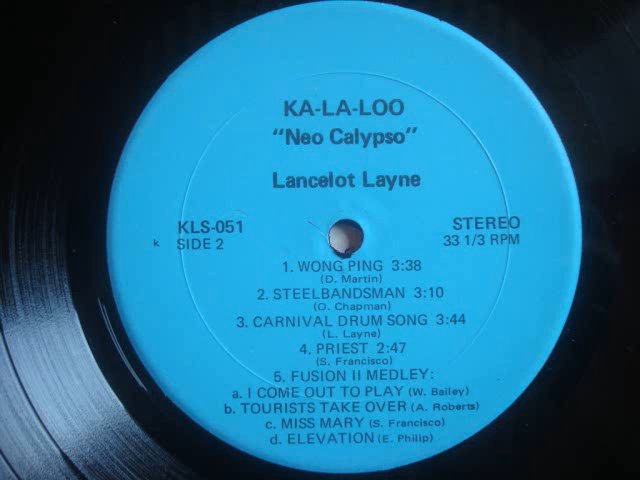 KA-LA-LOO
"Neo Calypso"
Lancelot Layne
KLS-051 STEREO
k SIDE 2 33 1/3 RPM
1. WONG PING 3:38
(D. Martin)
2. STEELBANDSMAN 3:10
(O. Chapman)
3. CARNIVAL DRUM SONG 3:44
(L. Layne)
4. PRIEST 2:47
(S. Francisco)
5. FUSION II MEDLEY:
a. I COME OUT TO PLAY (W. Bailey)
b. TOURISTS TAKE OVER (A. Roberts)
c. MISS MARY (S. Francisco)
d. ELEVATION (E. Philip)